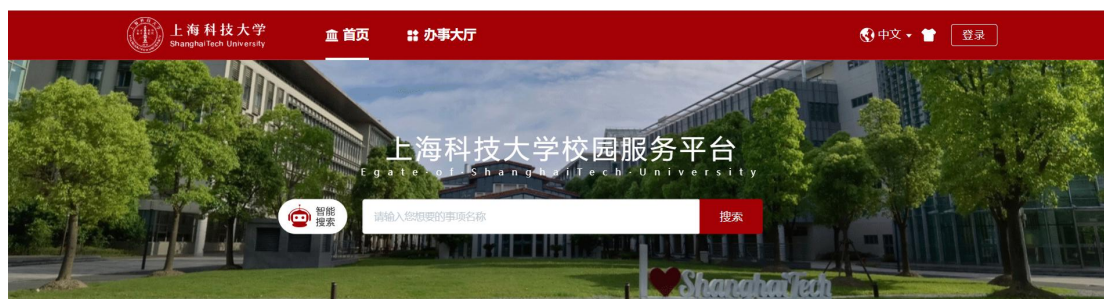 上海科技大学
ShanghaiTech University
首页
办事大厅
中文
登录
上海科技大学校园服务平台
Egate-of-ShanghaiTech-University
智能
搜索
请输入您想要的事项名称
搜索
I ShanghaiTech